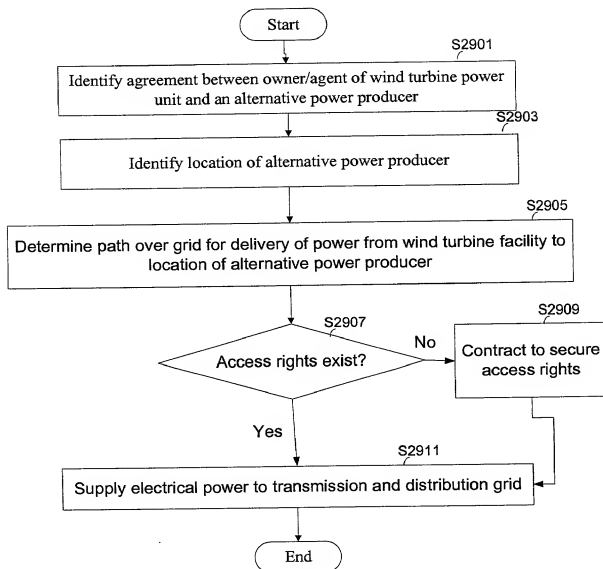 Start
S2901
Identify agreement between owner/agent of wind turbine power
unit and an alternative power producer
S2903
Identify location of alternative power producer
S2905
Determine path over grid for delivery of power from wind turbine facility to
location of alternative power producer
S2907
Access rights exist?
No
S2909
Contract to secure
access rights
Yes
S2911
Supply electrical power to transmission and distribution grid
End